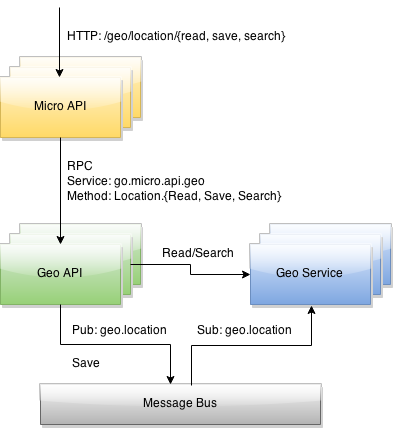 HTTP: /geo/location/{read, save, search}
Micro API
RPC
Service: go.micro.api.geo
Method: Location.{Read, Save, Search}
Read/Search
Geo API
Geo Service
Pub: geo.location
Sub: geo.location
Save
Message Bus